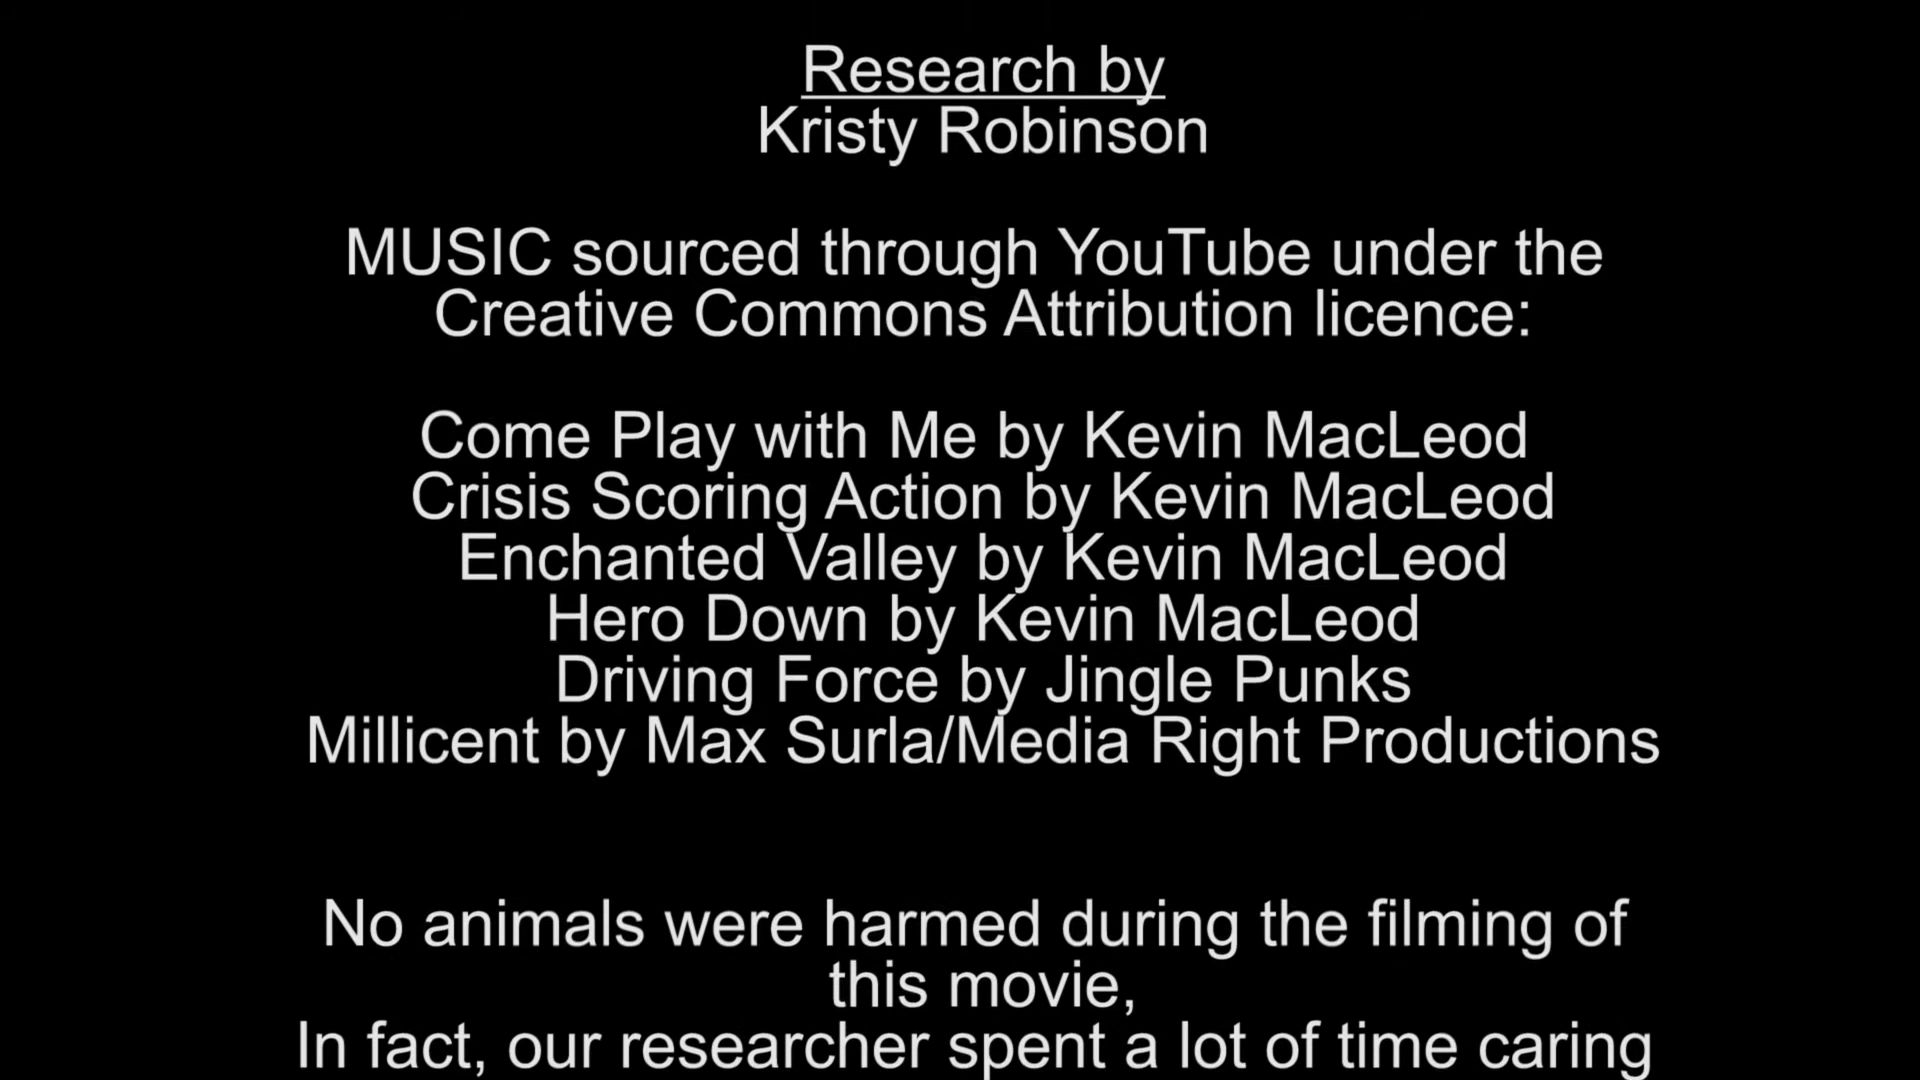 Research by
Kristy Robinson
MUSIC sourced through YouTube under the
Creative Commons Attribution licence:
Come Play with Me by Kevin MacLeod
Crisis Scoring Action by Kevin MacLeod
Enchanted Valley by Kevin MacLeod
Hero Down by Kevin MacLeod
Driving Force by Jingle Punks
Millicent by Max Surla/Media Right Productions
No animals were harmed during the filming of
this movie,
In fact, our researcher spent a lot of time caring